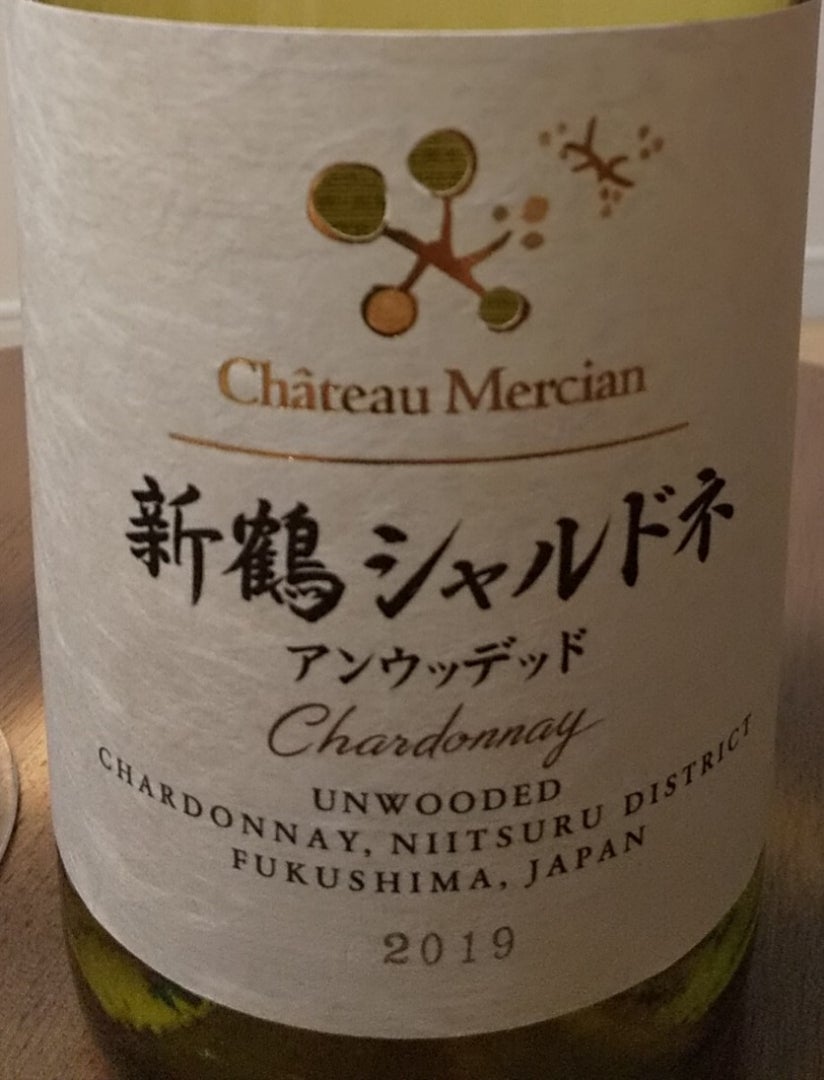 Château Mercian
新鶴シャルドネ
アンウッデッド
Chardonnay
UNWOODED
CHARDONNAY, NIITSURU DISTRICT
FUKUSHIMA, JAPAN
2019